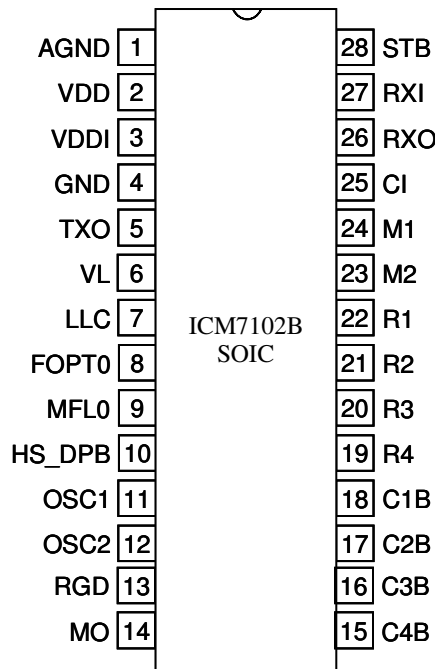 AGND 1 28 STB
VDD 2 27 RXI
VDDI 3 26 RXO
GND 4 25 CI
TXO 5 24 M1
VL 6 23 M2
LLC 7 22 R1
ICM7102B
SOIC
FOPT0 8 21 R2
MFL0 9 20 R3
HS_DPB 10 19 R4
OSC1 11 18 C1B
OSC2 12 17 C2B
RGD 13 16 C3B
MO 14 15 C4B